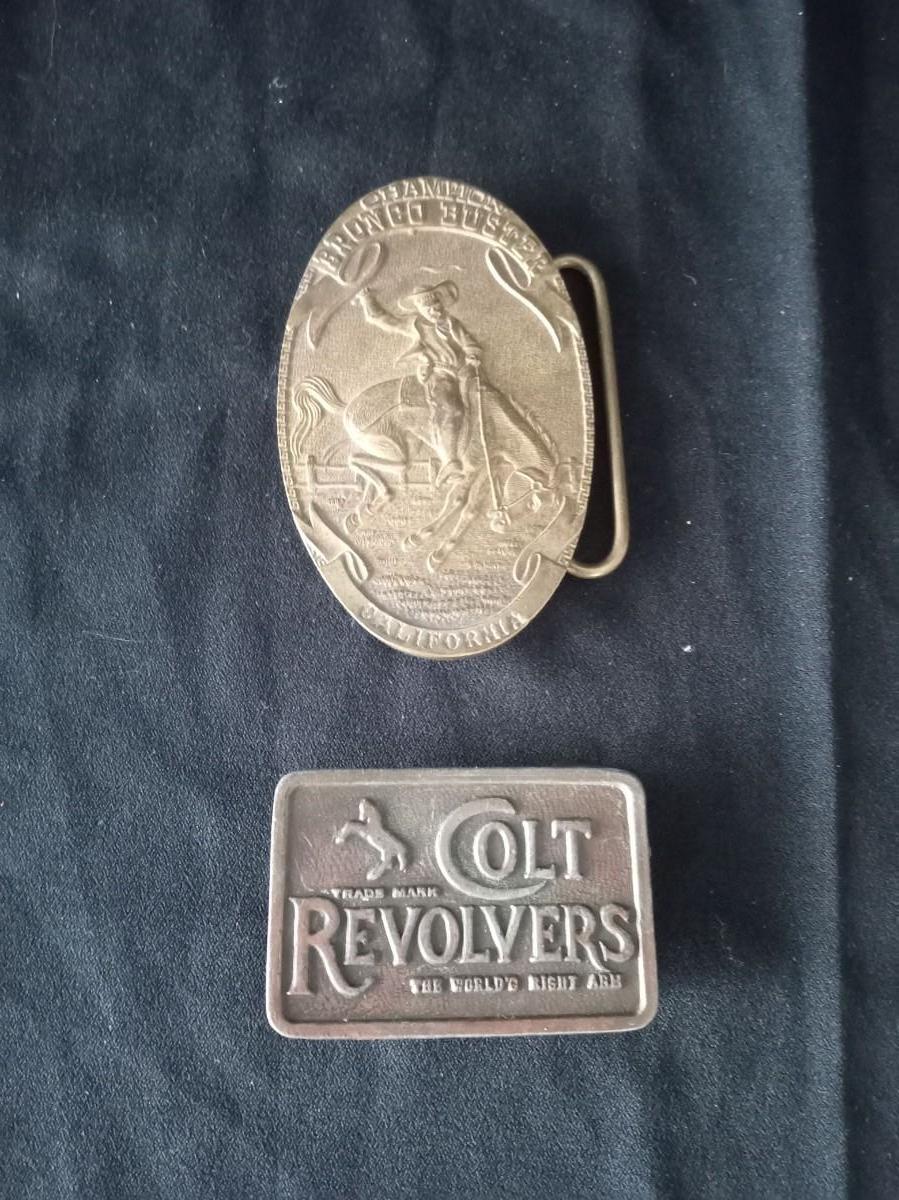 CHAMPION
BRONCO BUSTER
CALIFORNIA
COLT
TRADE MARK
REVOLVERS
THE WORLD'S RIGHT ARM